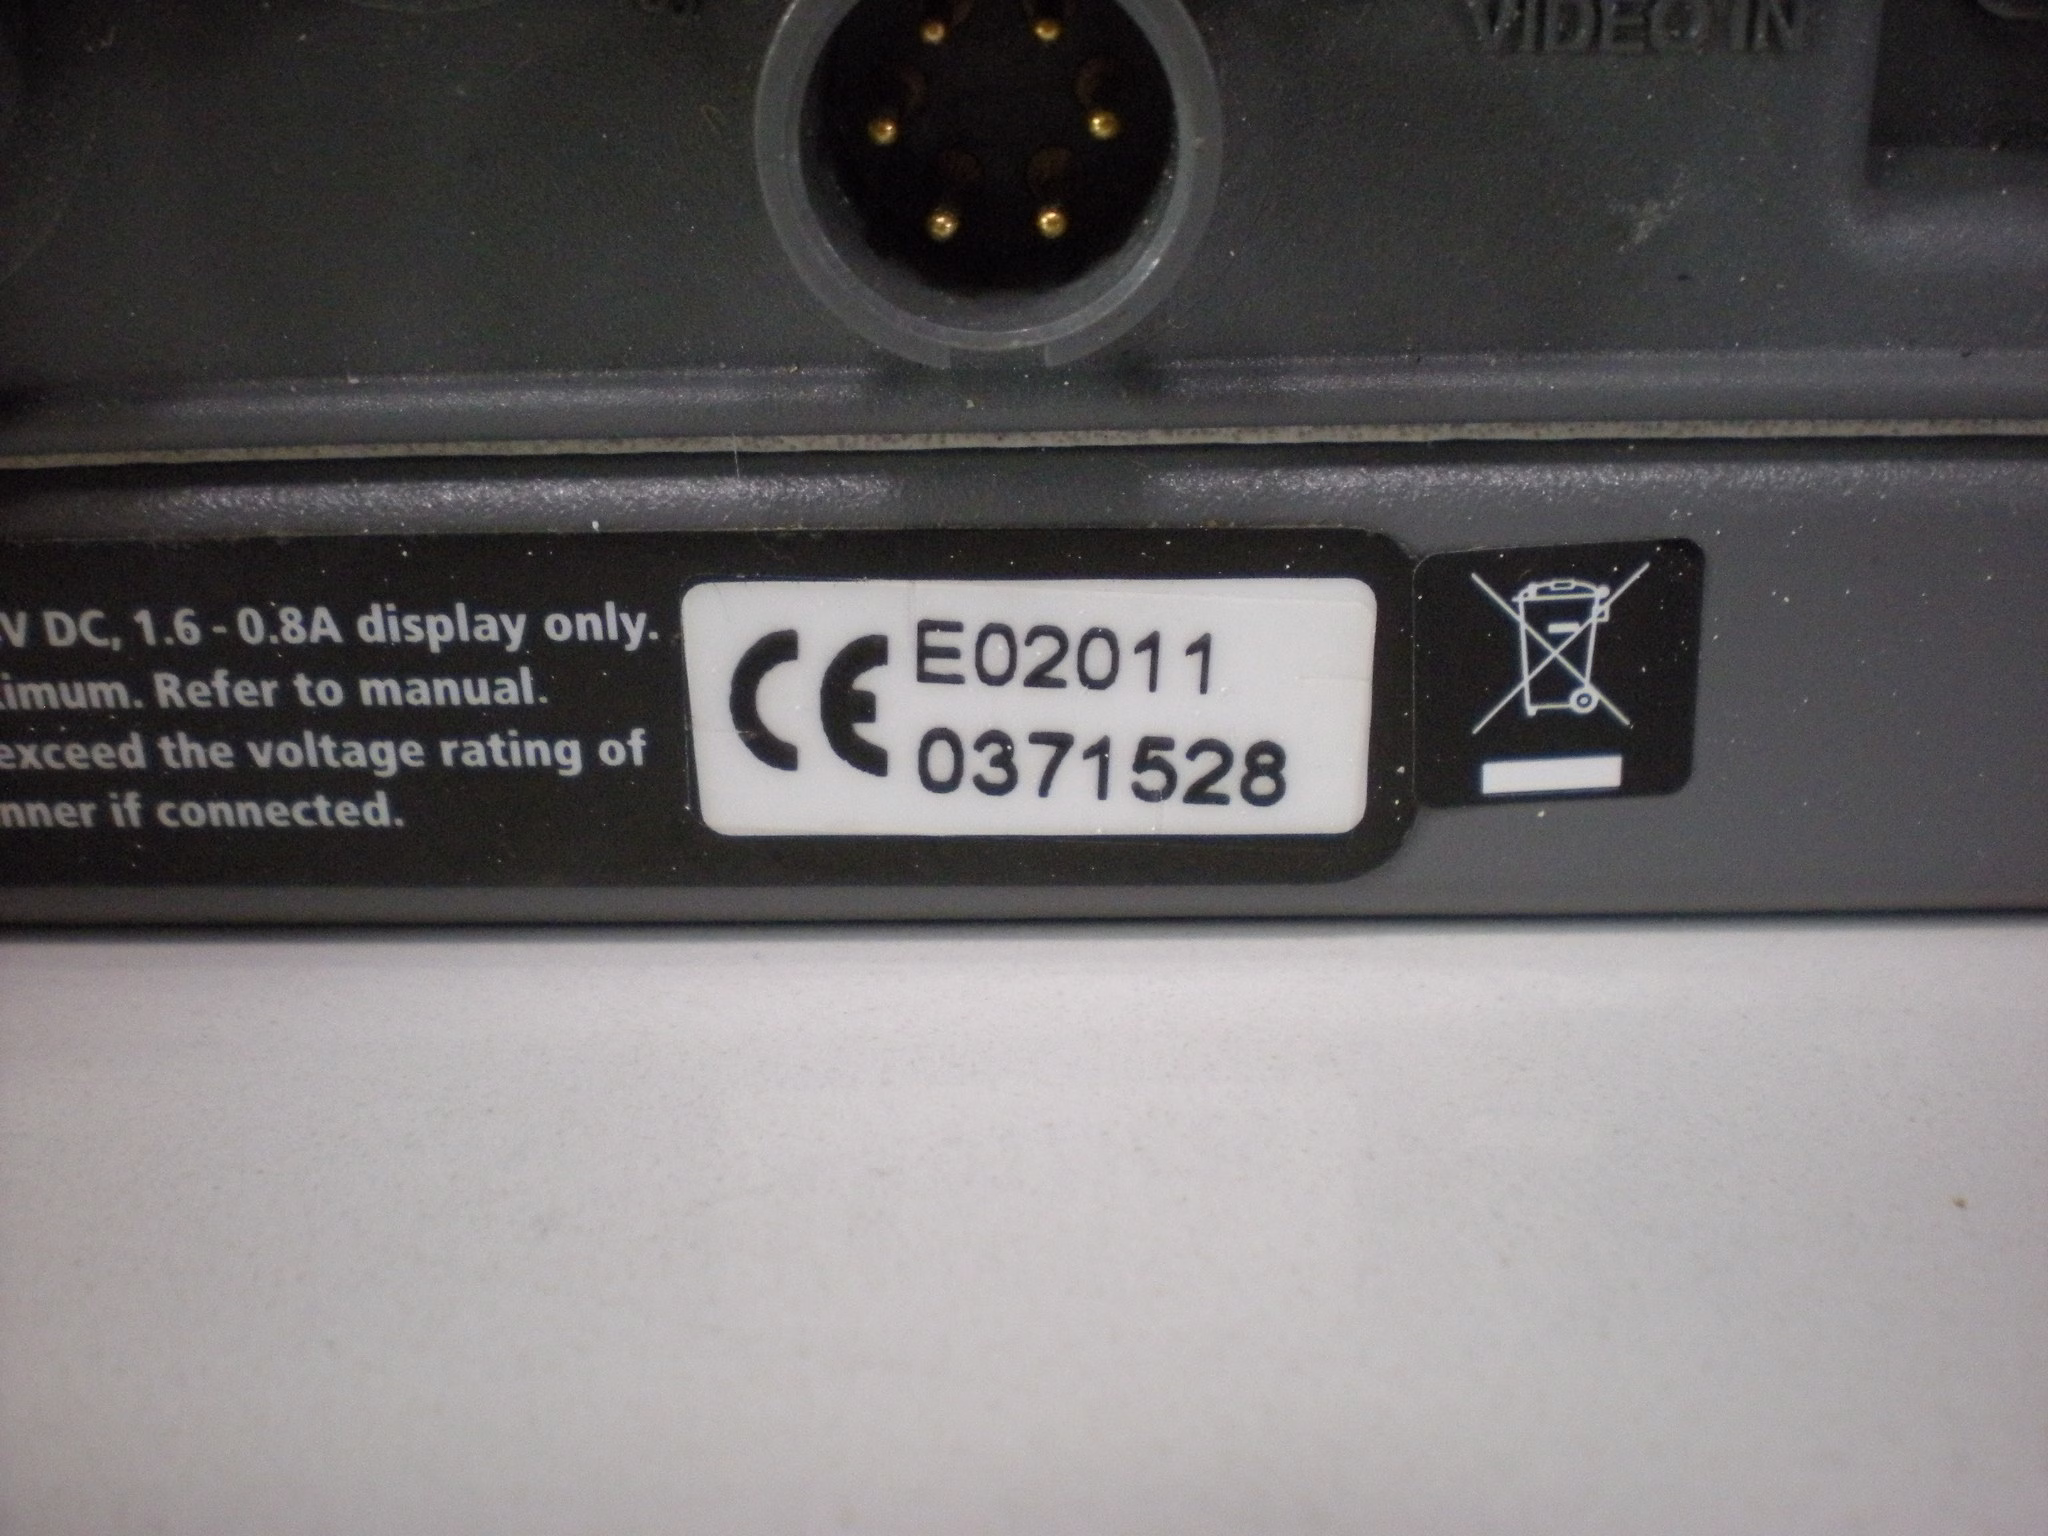 VIDEO IN
V DC, 1.6 - 0.8A display only.
imum. Refer to manual.
exceed the voltage rating of
nner if connected.
CE E02011
0371528